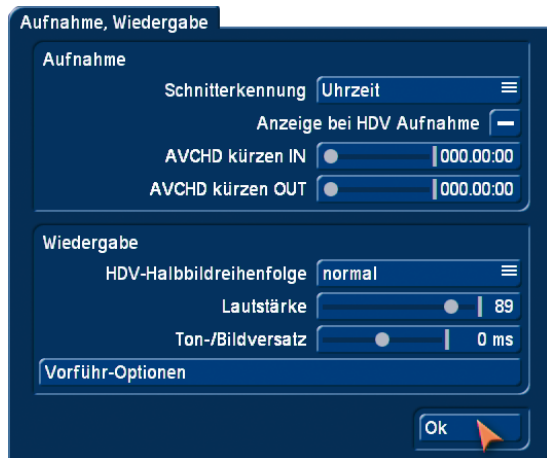 Aufnahme, Wiedergabe
Aufnahme
Schnitterkennung Uhrzeit
Anzeige bei HDV Aufnahme
AVCHD kürzen IN 000.00:00
AVCHD kürzen OUT 000.00:00
Wiedergabe
HDV-Halbbildreihenfolge normal
Lautstärke 89
Ton-/Bildversatz 0 ms
Vorführ-Optionen
Ok